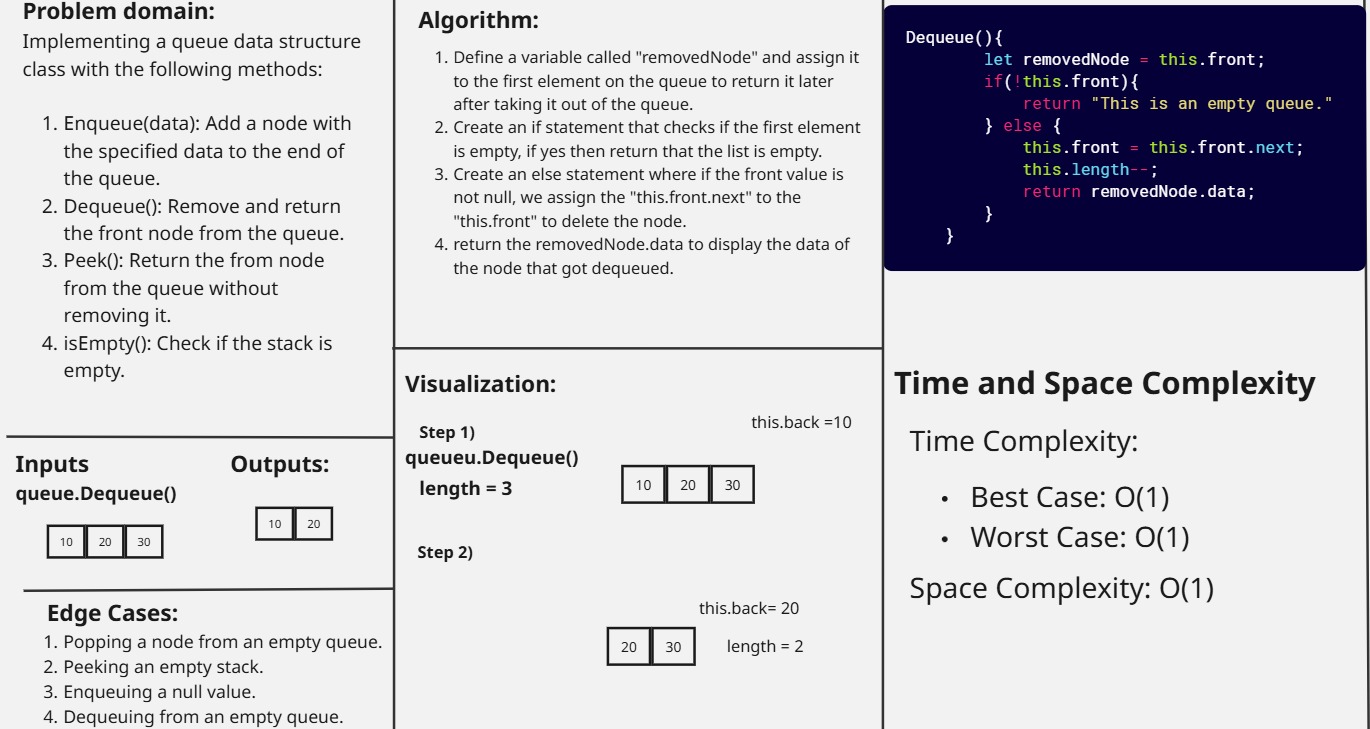 Problem domain:
Implementing a queue data structure
class with the following methods:
1. Enqueue(data): Add a node with
the specified data to the end of
the queue.
2. Dequeue(): Remove and return
the front node from the queue.
3. Peek(): Return the from node
from the queue without
removing it.
4. isEmpty(): Check if the stack is
empty.
Inputs
Outputs:
queue.Dequeue()
10 20 30
10 20
Edge Cases:
1. Popping a node from an empty queue.
2. Peeking an empty stack.
3. Enqueuing a null value.
4. Dequeuing from an empty queue.
Algorithm:
1. Define a variable called "removedNode" and assign it
to the first element on the queue to return it later
after taking it out of the queue.
2. Create an if statement that checks if the first element
is empty, if yes then return that the list is empty.
3. Create an else statement where if the front value is
not null, we assign the "this.front.next" to the
"this.front" to delete the node.
4. return the removedNode.data to display the data of
the node that got dequeued.
Visualization:
this.back =10
Step 1)
queueu.Dequeue()
length = 3
10 20 30
Step 2)
this.back= 20
20 30
length = 2
Dequeue(){
let removedNode = this.front;
if(!this.front){
return "This is an empty queue."
} else {
this.front = this.front.next;
this.length--;
return removedNode.data;
}
}
Time and Space Complexity
Time Complexity:
• Best Case: O(1)
• Worst Case: O(1)
Space Complexity: O(1)